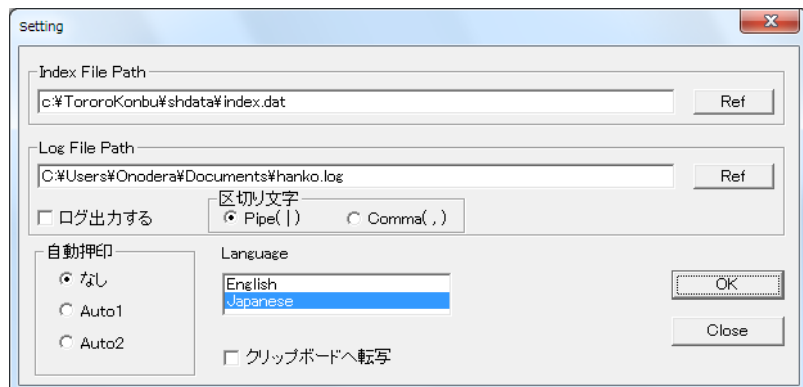 Setting
Index File Path
c:¥TororoKonbu¥shdata¥index.dat
Ref
Log File Path
C:¥Users¥Onodera¥Documents¥hanko.log
Ref
ログ出力する
区切り文字
Pipe(|)
Comma(,)
自動押印
なし
Auto1
Auto2
Language
English
Japanese
クリップボードへ転写
OK
Close